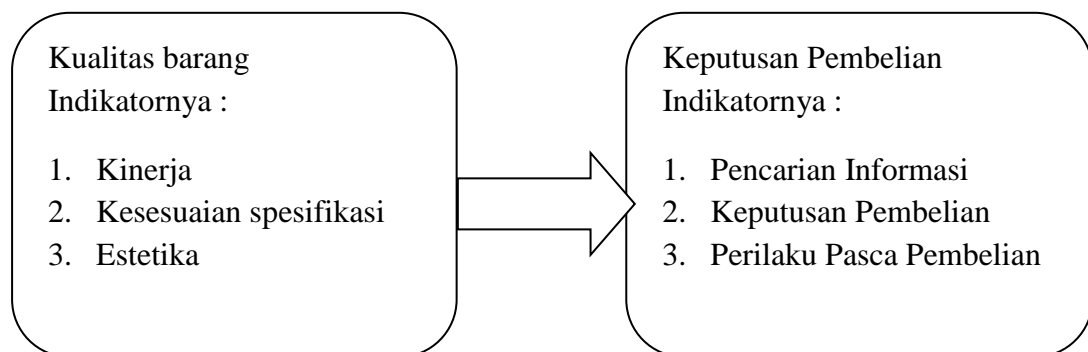 Kualitas barang
Indikatornya :
1. Kinerja
2. Kesesuaian spesifikasi
3. Estetika
Keputusan Pembelian
Indikatornya :
1. Pencarian Informasi
2. Keputusan Pembelian
3. Perilaku Pasca Pembelian